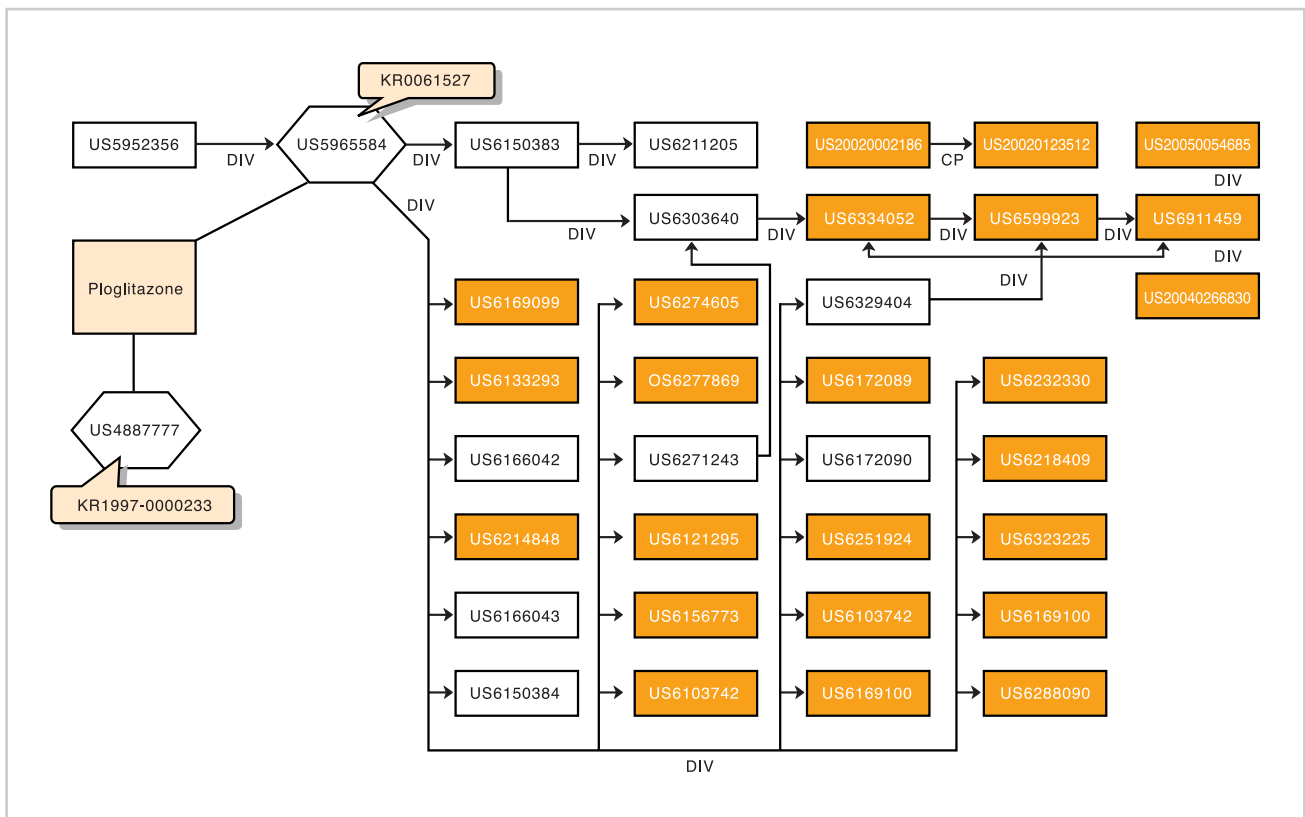 KR0061527
US5952356
DIV
US5965584
DIV
US6150383
DIV
US6211205
US20020002186
CP
US20020123512
US20050054685
DIV
DIV
DIV
US6303640
DIV
US6334052
DIV
US6599923
DIV
US6911459
DIV
DIV
Ploglitazone
US6169099
US6274605
US6329404
US20040266830
US6133293
OS6277869
US6172089
US6232330
US4887777
US6166042
US6271243
US6172090
US6218409
KR1997-0000233
US6214848
US6121295
US6251924
US6323225
US6166043
US6156773
US6103742
US6169100
US6150384
US6103742
US6169100
US6288090
DIV